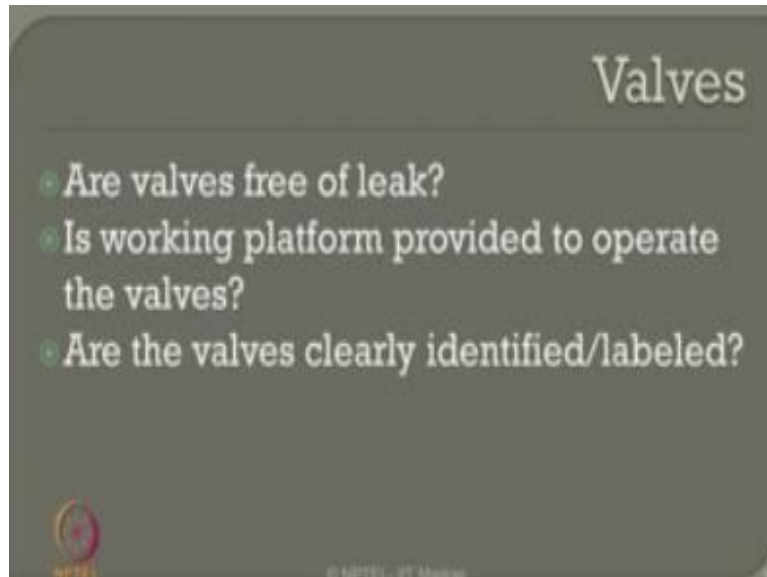 Valves
Are valves free of leak?
Is working platform provided to operate
the valves?
Are the valves clearly identified/labeled?
NPTEL